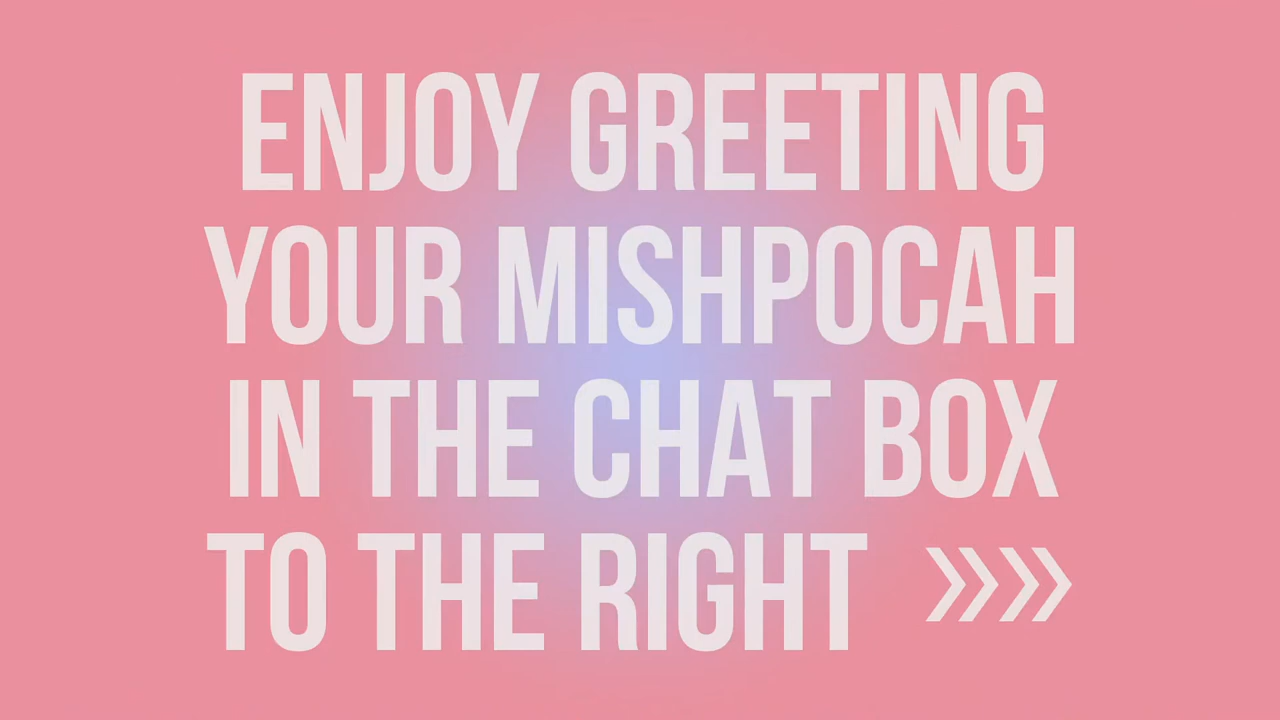 ENJOY GREETING
YOUR MISHPOCAH
IN THE CHAT BOX
TO THE RIGHT »»